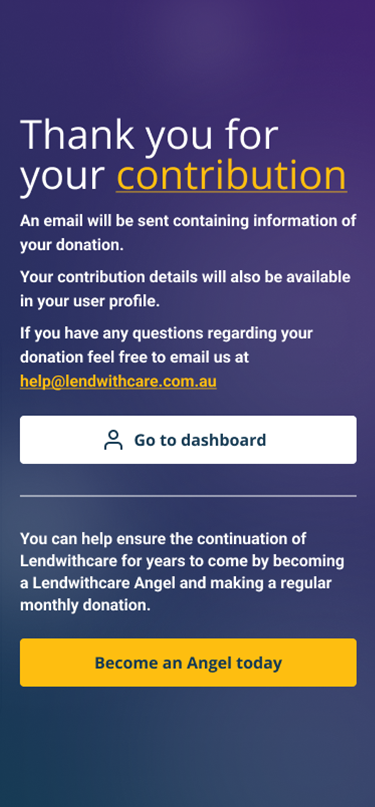 Thank you for
your contribution
An email will be sent containing information of
your donation.
Your contribution details will also be available
in your user profile.
If you have any questions regarding your
donation feel free to email us at
help@lendwithcare.com.au
Go to dashboard
You can help ensure the continuation of
Lendwithcare for years to come by becoming
a Lendwithcare Angel and making a regular
monthly donation.
Become an Angel today